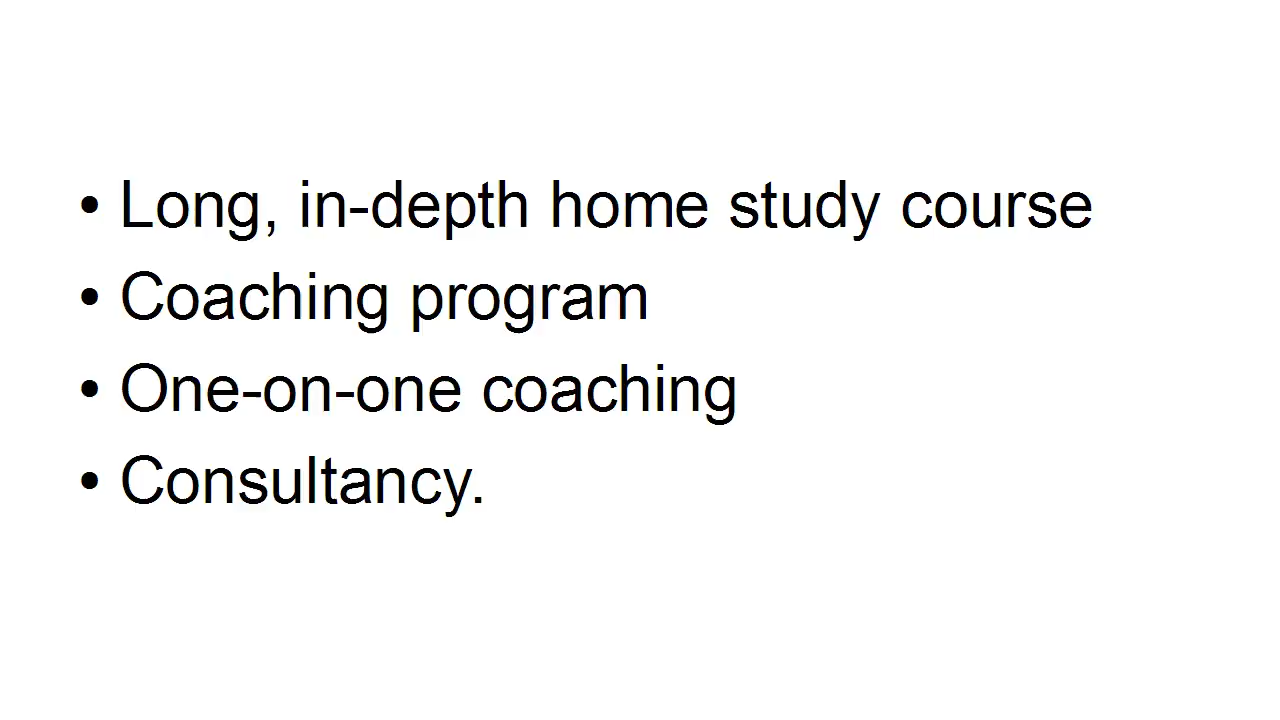 • Long, in-depth home study course
• Coaching program
• One-on-one coaching
• Consultancy.